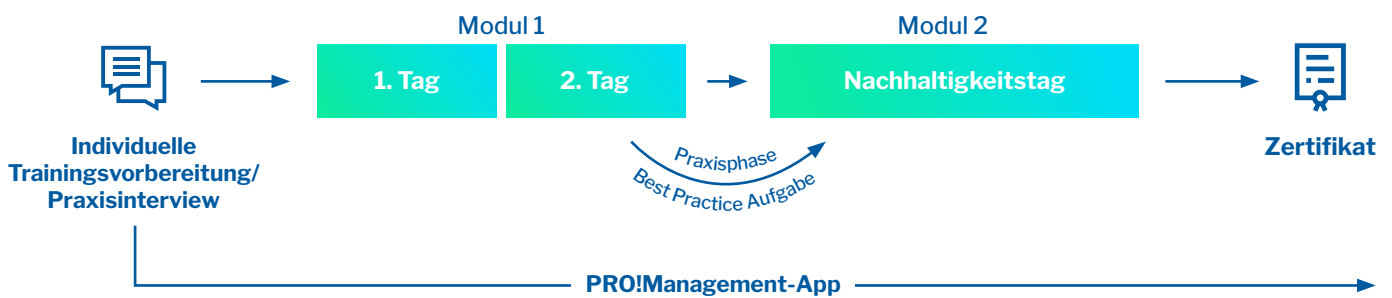 Modul 1
Modul 2
1. Tag
2. Tag
Nachhaltigkeitstag
Individuelle
Trainingsvorbereitung/
Praxisinterview
Praxisphase
Best Practice Aufgabe
Zertifikat
PRO!Management-App